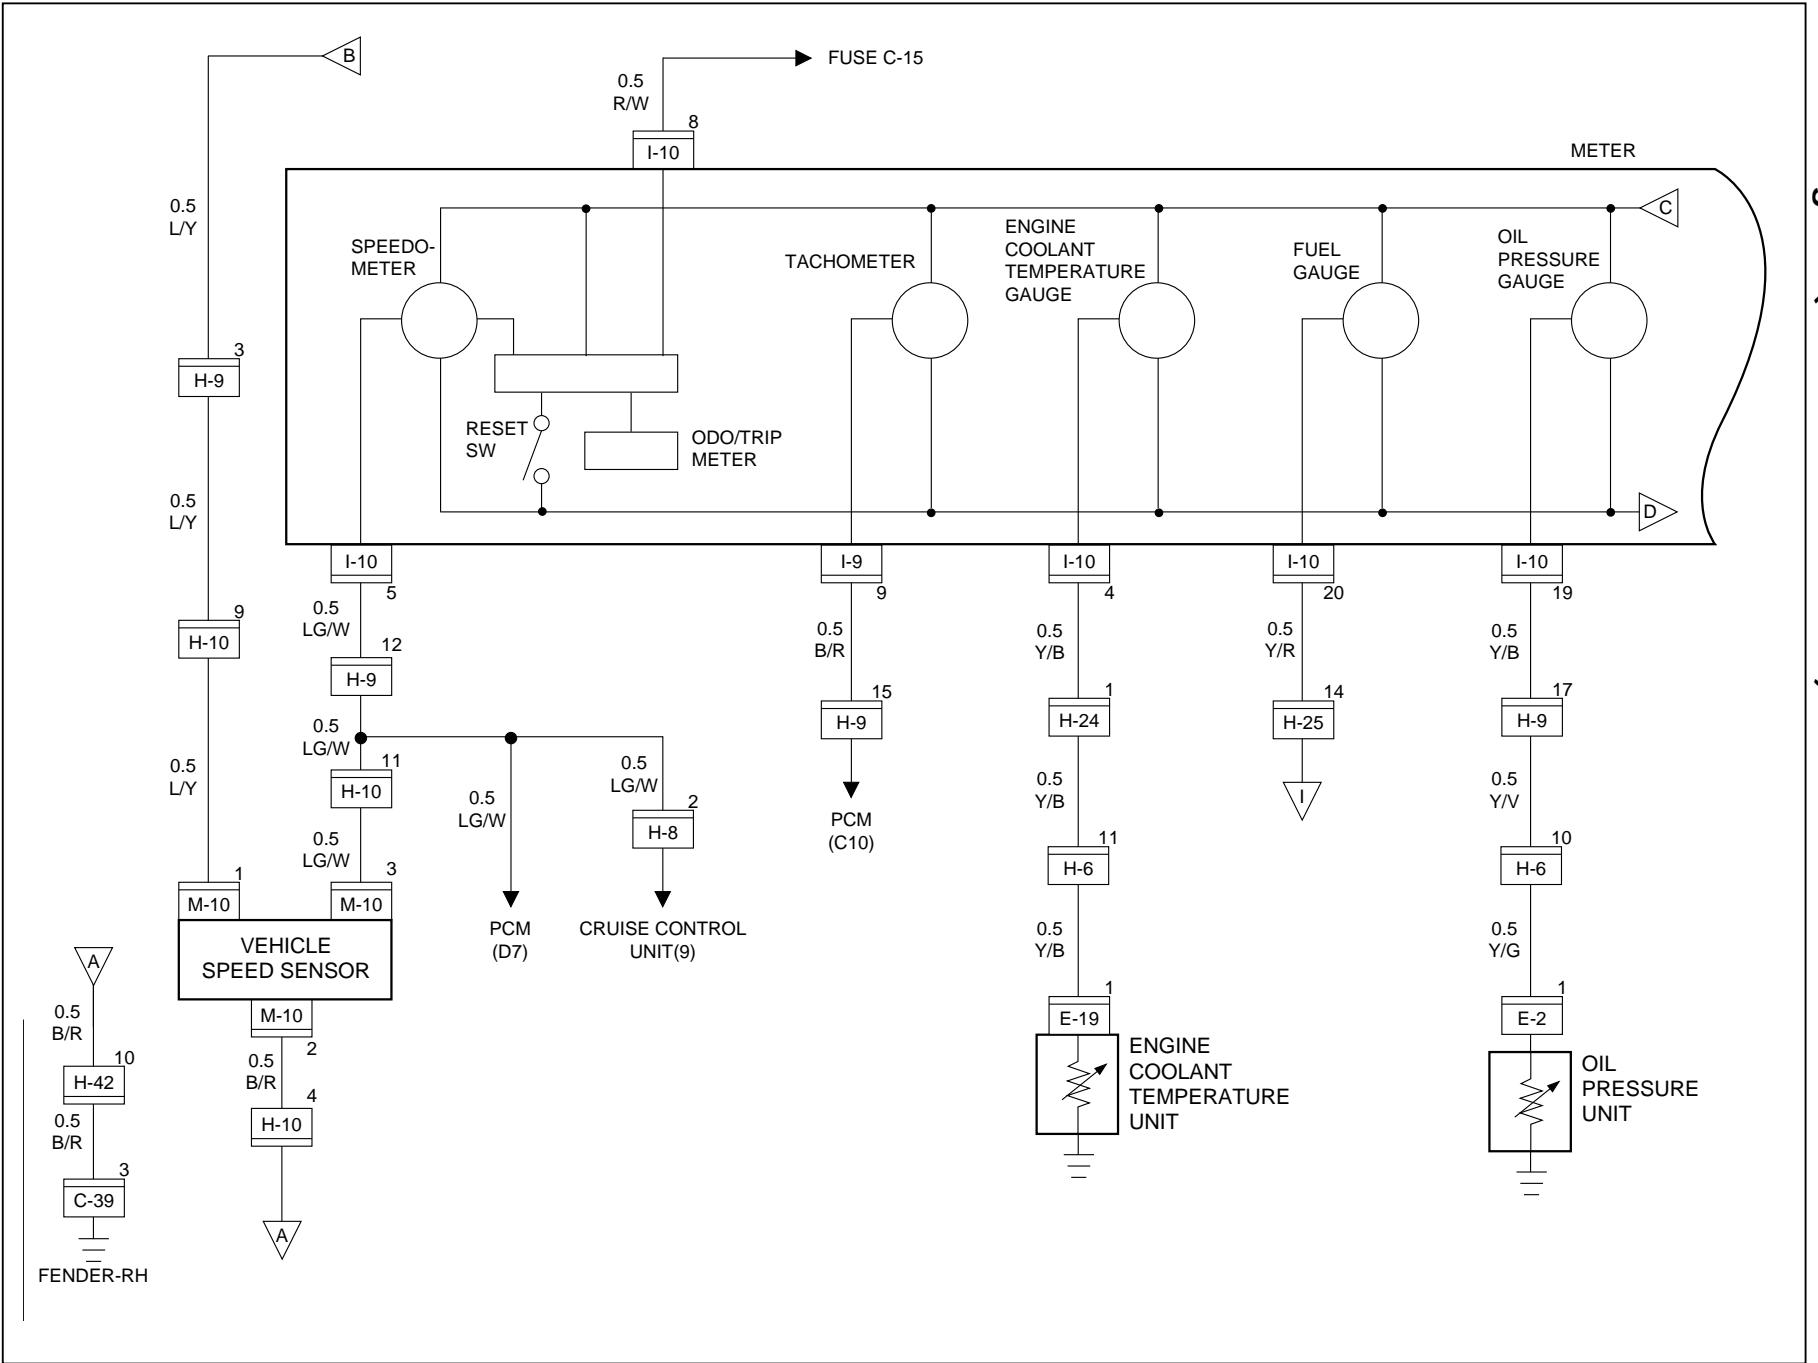 B
FUSE C-15
0.5
R/W
8
I-10
METER
0.5
L/Y
C
SPEEDO-
METER
TACHOMETER
ENGINE
COOLANT
TEMPERATURE
GAUGE
FUEL
GAUGE
OIL
PRESSURE
GAUGE
3
H-9
RESET
SW
ODO/TRIP
METER
0.5
L/Y
D
I-10
5
I-9
9
I-10
4
I-10
20
I-10
19
9
H-10
0.5
LG/W
12
H-9
0.5
B/R
15
H-9
PCM
(C10)
0.5
Y/B
1
H-24
0.5
Y/R
14
H-25
I
0.5
Y/B
17
H-9
0.5
L/Y
0.5
LG/W
11
H-10
0.5
LG/W
0.5
LG/W
0.5
LG/W
2
H-8
0.5
Y/B
11
H-6
0.5
Y/V
10
H-6
1
M-10
3
M-10
VEHICLE
SPEED SENSOR
M-10
2
PCM
(D7)
CRUISE CONTROL
UNIT(9)
0.5
Y/B
1
E-19
ENGINE
COOLANT
TEMPERATURE
UNIT
0.5
Y/G
1
E-2
OIL
PRESSURE
UNIT
A
0.5
B/R
10
H-42
0.5
B/R
3
C-39
FENDER-RH
0.5
B/R
4
H-10
A